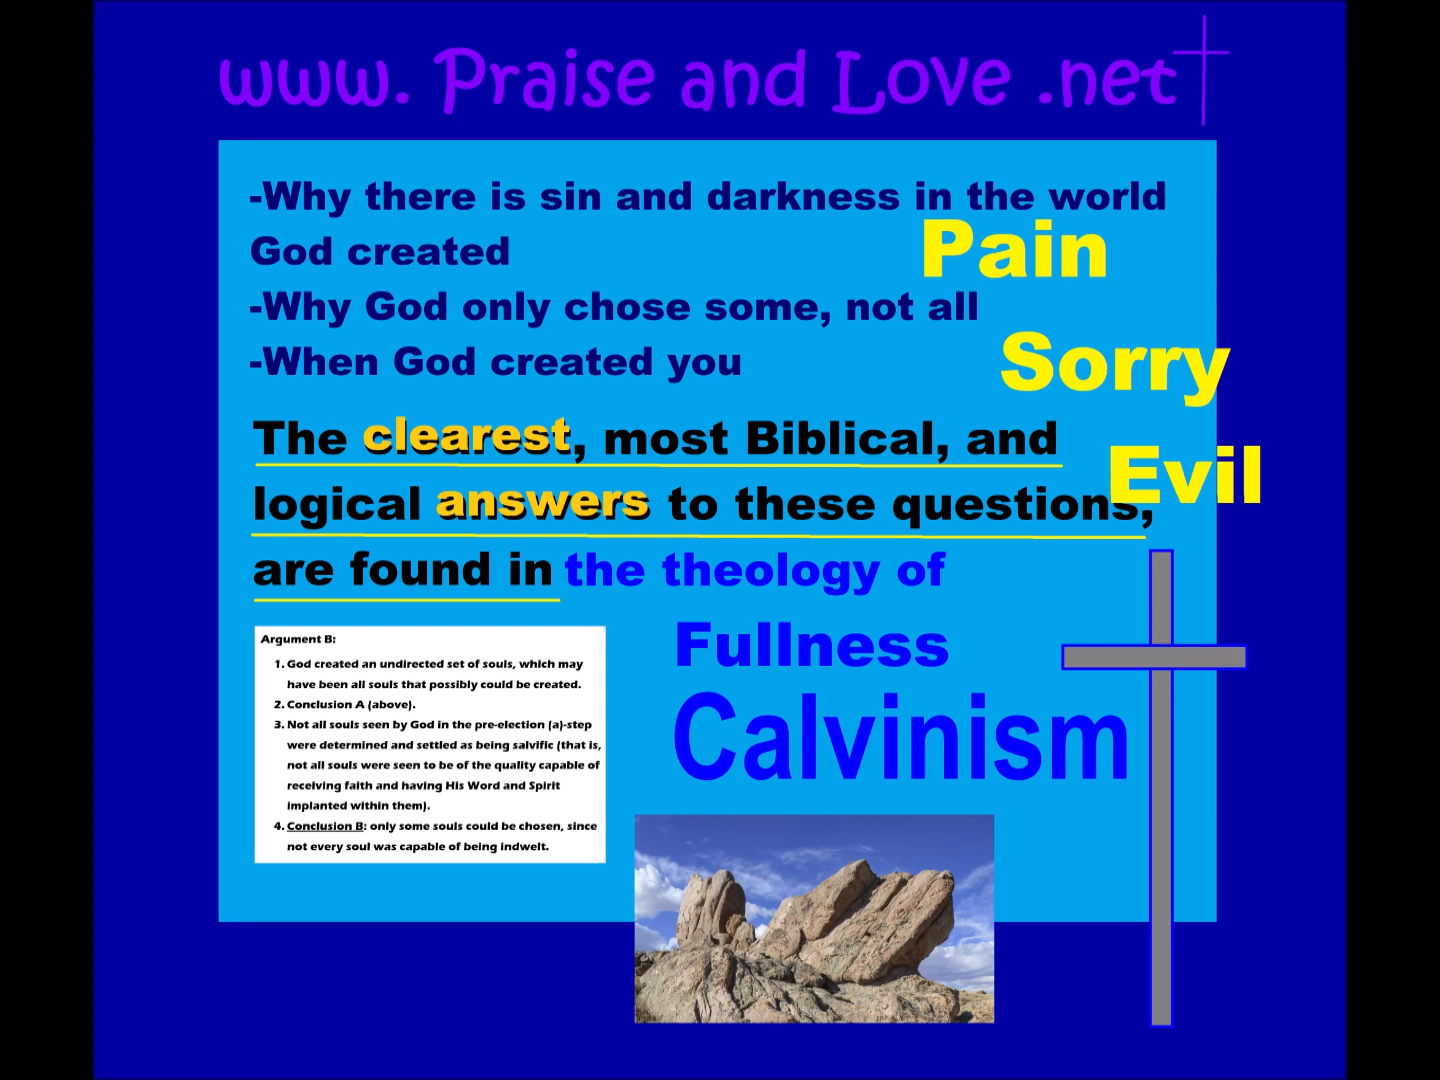 www. Praise and Love .net
-Why there is sin and darkness in the world
God created
Pain
-Why God only chose some, not all
-When God created you
Sorry
The clearest, most Biblical, and
Evil
logical answers to these questions,
are found in the theology of
Fullness
Calvinism
Argument B:
1. God created an undirected set of souls, which may
have been all souls that possibly could be created.
2. Conclusion A (above).
3. Not all souls seen by God in the pre-election (a)-step
were determined and settled as being salvific (that is,
not all souls were seen to be of the quality capable of
receiving faith and having His Word and Spirit
implanted within them).
4. Conclusion B: only some souls could be chosen, since
not every soul was capable of being indwelt.